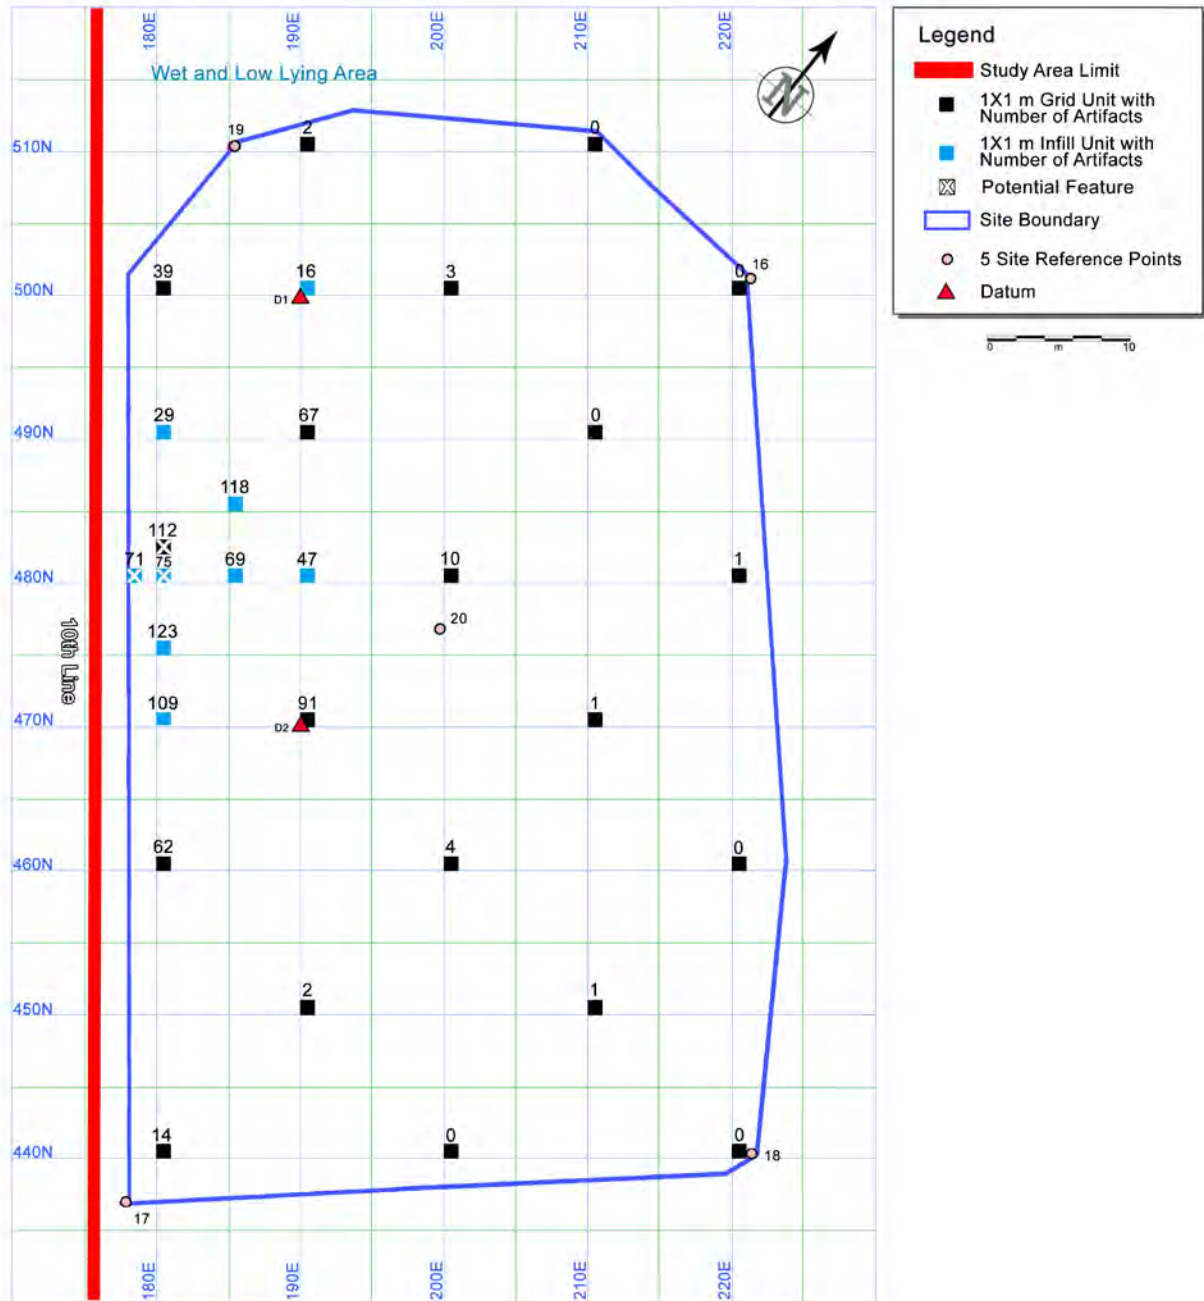 180E
190E
200E
210E
220E
Wet and Low Lying Area
N
19
2
0
510N
39
16
3
0
16
500N
D1
29
67
0
490N
118
112
71
75
69
47
10
1
480N
20
10th Line
123
109
91
1
470N
D2
62
4
0
460N
2
1
450N
14
0
0
440N
18
17
180E
190E
200E
210E
220E
Legend
Study Area Limit
1X1 m Grid Unit with
Number of Artifacts
1X1 m Infill Unit with
Number of Artifacts
Potential Feature
Site Boundary
5 Site Reference Points
Datum
0
m
10